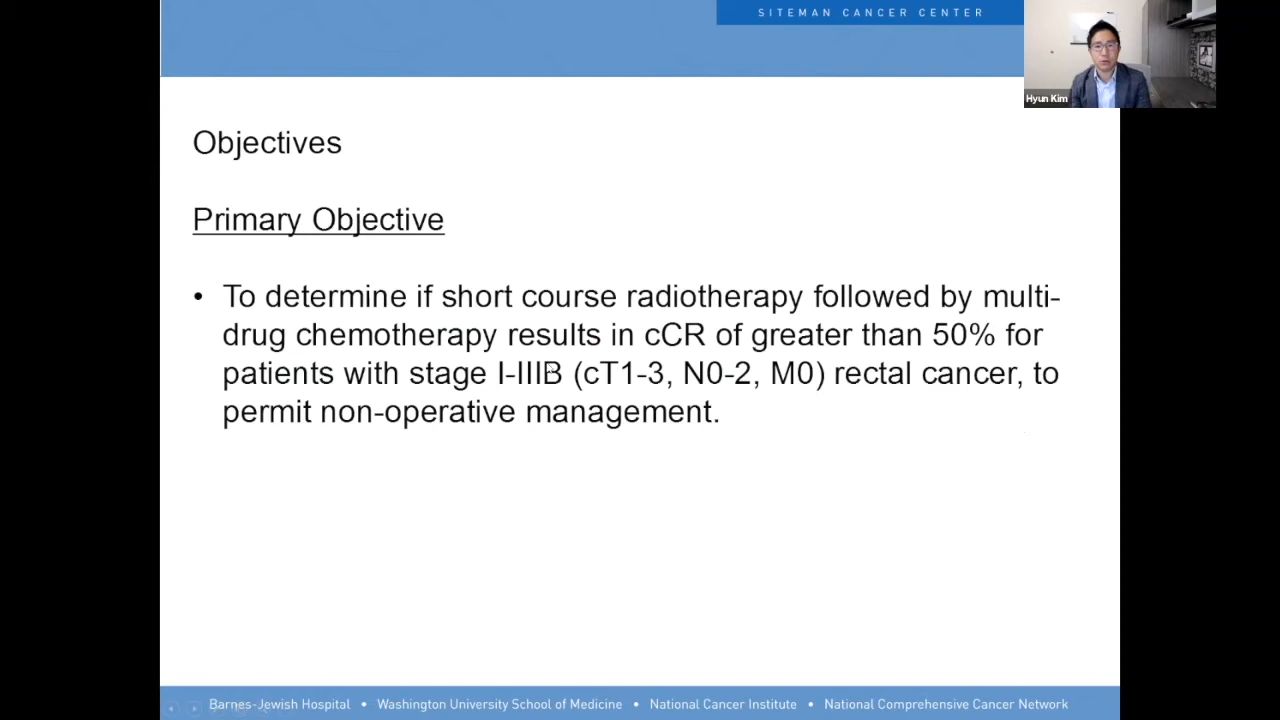 SITEMAN CANCER CENTER
Hyun Kim
Objectives
Primary Objective
• To determine if short course radiotherapy followed by multi-
drug chemotherapy results in cCR of greater than 50% for
patients with stage I-IIIB (cT1-3, N0-2, M0) rectal cancer, to
permit non-operative management.
Barnes-Jewish Hospital • Washington University School of Medicine • National Cancer Institute • National Comprehensive Cancer Network